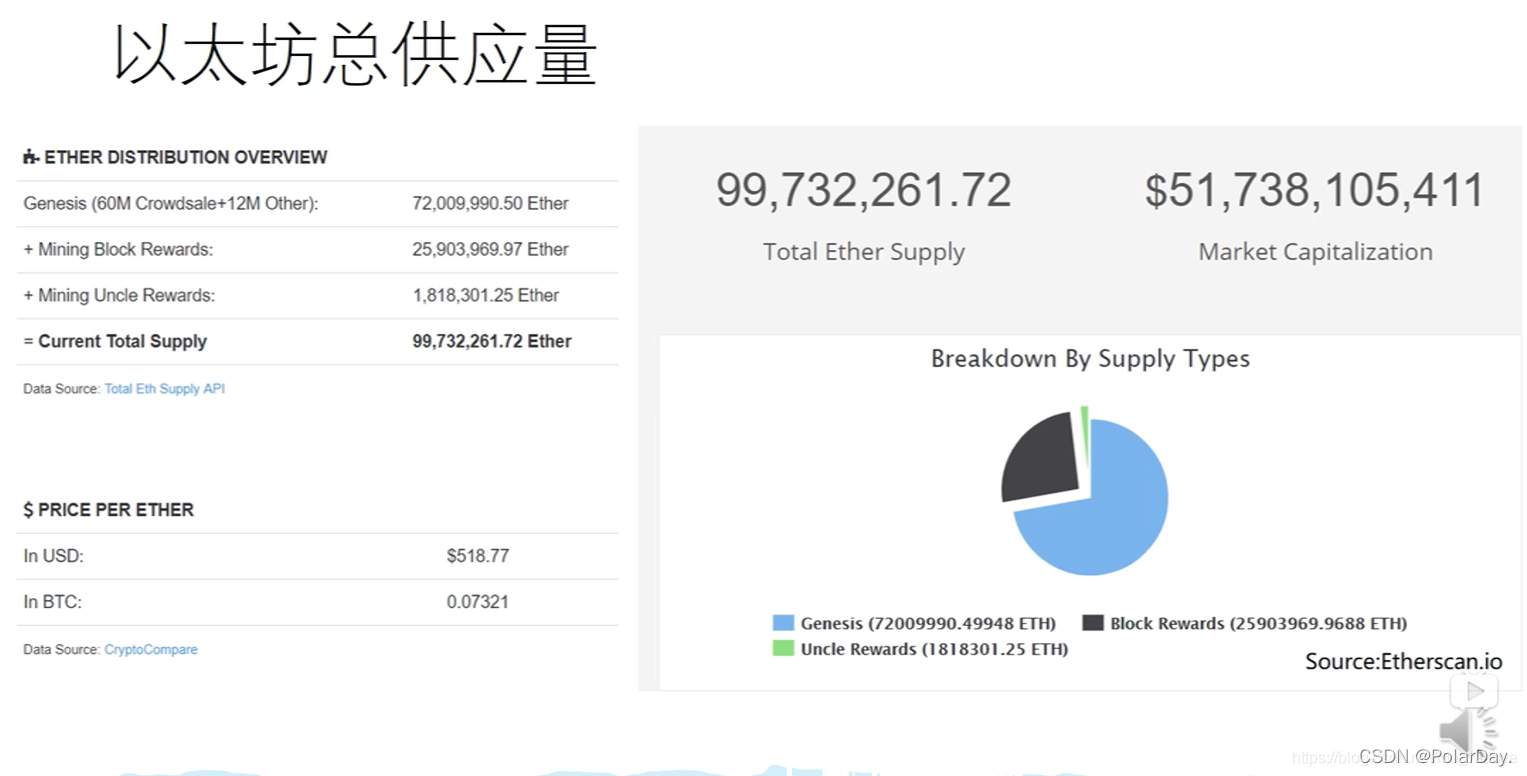 以太坊总供应量
ETHER DISTRIBUTION OVERVIEW
Genesis (60M Crowdsale+12M Other): 72,009,990.50 Ether
+ Mining Block Rewards: 25,903,969.97 Ether
+ Mining Uncle Rewards: 1,818,301.25 Ether
= Current Total Supply 99,732,261.72 Ether
Data Source: Total Eth Supply API
$ PRICE PER ETHER
In USD: $518.77
In BTC: 0.07321
Data Source: CryptoCompare
99,732,261.72 $51,738,105,411
Total Ether Supply Market Capitalization
Breakdown By Supply Types
Genesis (72009990.49948 ETH) Block Rewards (25903969.9688 ETH)
Uncle Rewards (1818301.25 ETH)
Source:Etherscan.io
CSDN @PolarDay.